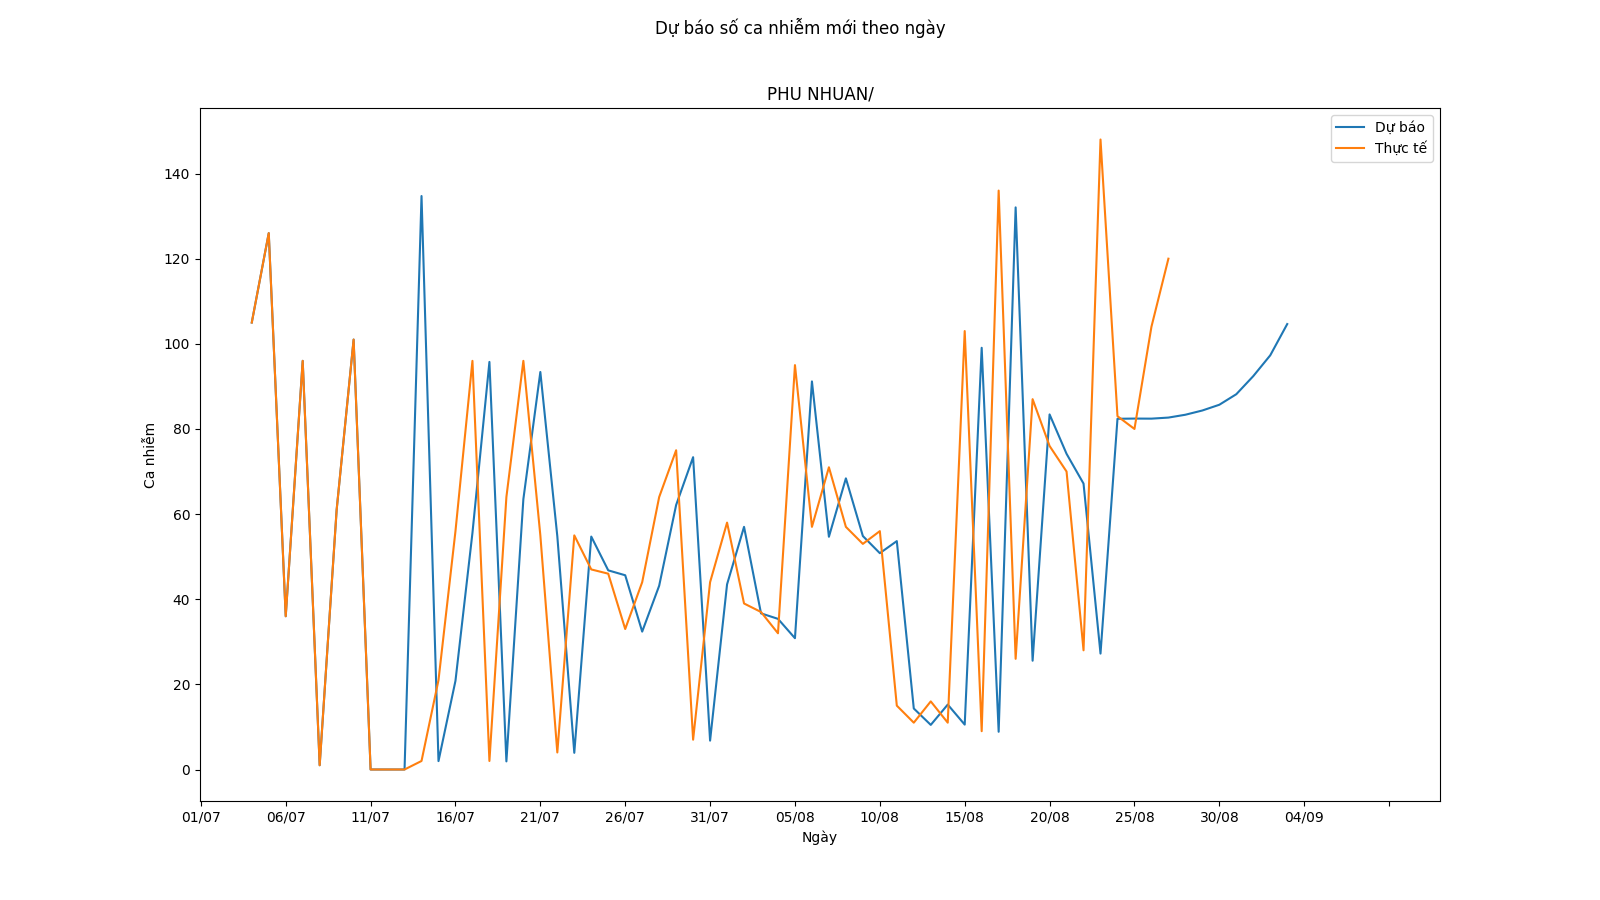 Dự báo số ca nhiễm mới theo ngày
PHU NHUAN/
Dự báo
Thực tế
140
120
100
80
60
40
20
0
Ca nhiễm
01/07 06/07 11/07 16/07 21/07 26/07 31/07 05/08 10/08 15/08 20/08 25/08 30/08 04/09
Ngày